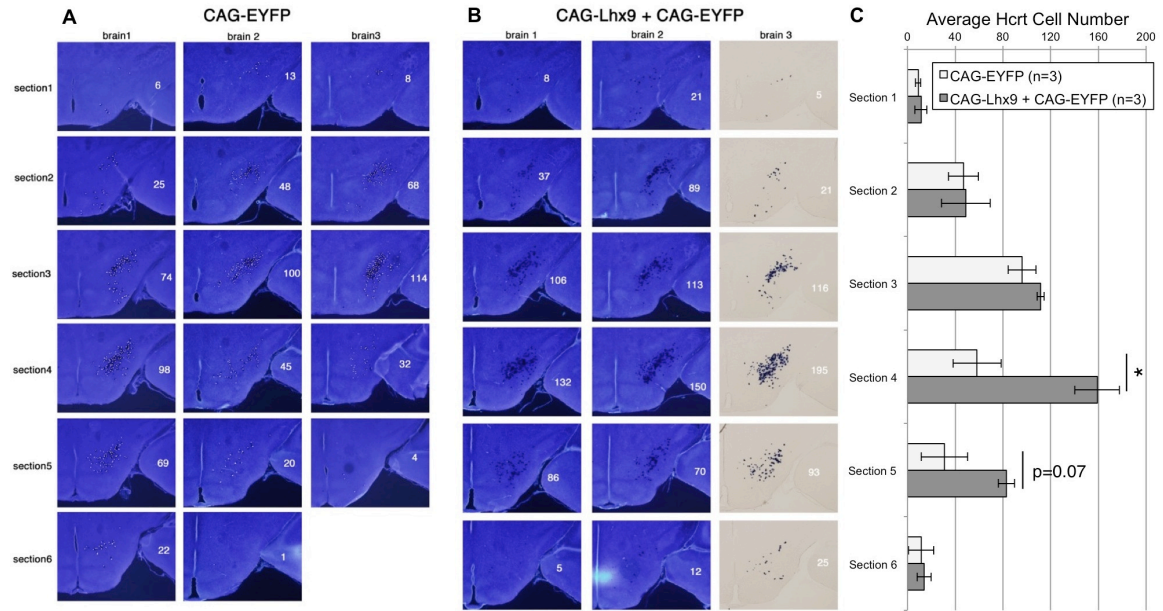 A CAG-EYFP
brain1 brain 2 brain3
section1 6 13 8
section2 25 48 68
section3 74 100 114
section4 98 45 32
section5 69 20 4
section6 22 1
B CAG-Lhx9 + CAG-EYFP
brain 1 brain 2 brain 3
8 21 5
37 89 21
106 113 116
132 150 195
86 70 93
5 12 25
C
Average Hcrt Cell Number
0 40 80 120 160 200
CAG-EYFP (n=3)
CAG-Lhx9 + CAG-EYFP (n=3)
Section 1
Section 2
Section 3
Section 4 *
Section 5 p=0.07
Section 6